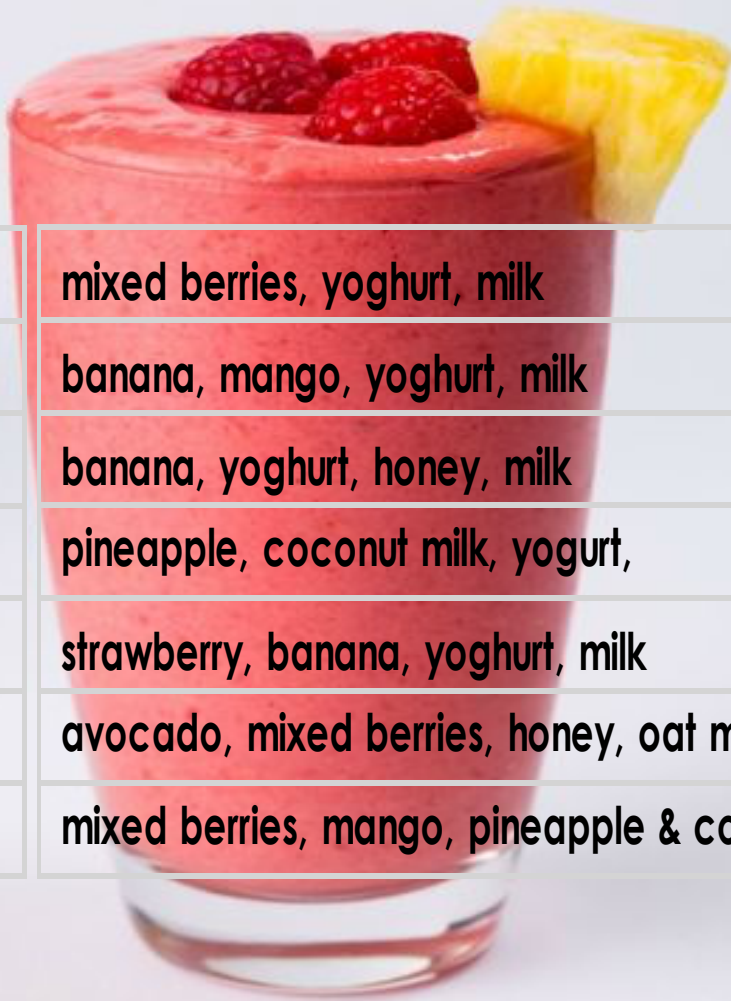 mixed berries, yoghurt, milk
banana, mango, yoghurt, milk
banana, yoghurt, honey, milk
pineapple, coconut milk, yogurt,
strawberry, banana, yoghurt, milk
avocado, mixed berries, honey, oat
mixed berries, mango, pineapple &